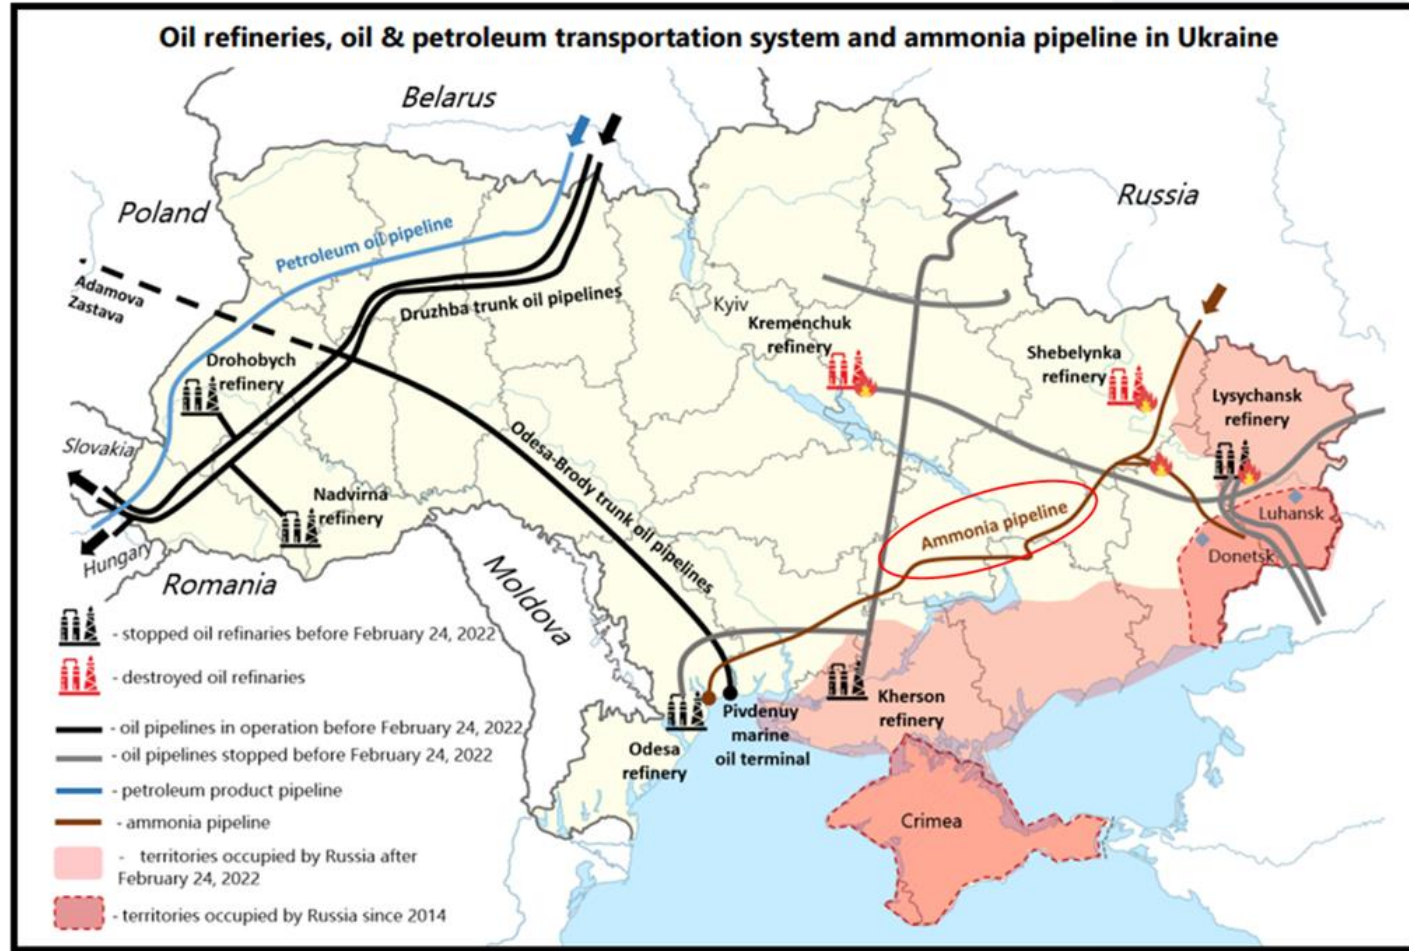 Oil refineries, oil & petroleum transportation system and ammonia pipeline in Ukraine
Belarus
Poland
Russia
Petroleum oil pipeline
Adamova
Zastava
Druzhba trunk oil pipelines
Kyiv
Kremenchuk
refinery
Shebelynka
refinery
Drohobych
refinery
Lysychansk
refinery
Slovakia
Odesa-Brody trunk oil pipelines
Nadvirna
refinery
Ammonia pipeline
Luhansk
Donetsk
Hungary
Romania
Moldova
Kherson
refinery
Pivdenuy
marine
oil terminal
Odesa
refinery
Crimea
- stopped oil refinaries before February 24, 2022
- destroyed oil refinaries
- oil pipelines in operation before February 24, 2022
- oil pipelines stopped before February 24, 2022
- petroleum product pipeline
- ammonia pipeline
- territories occupied by Russia after
February 24, 2022
- territories occupied by Russia since 2014